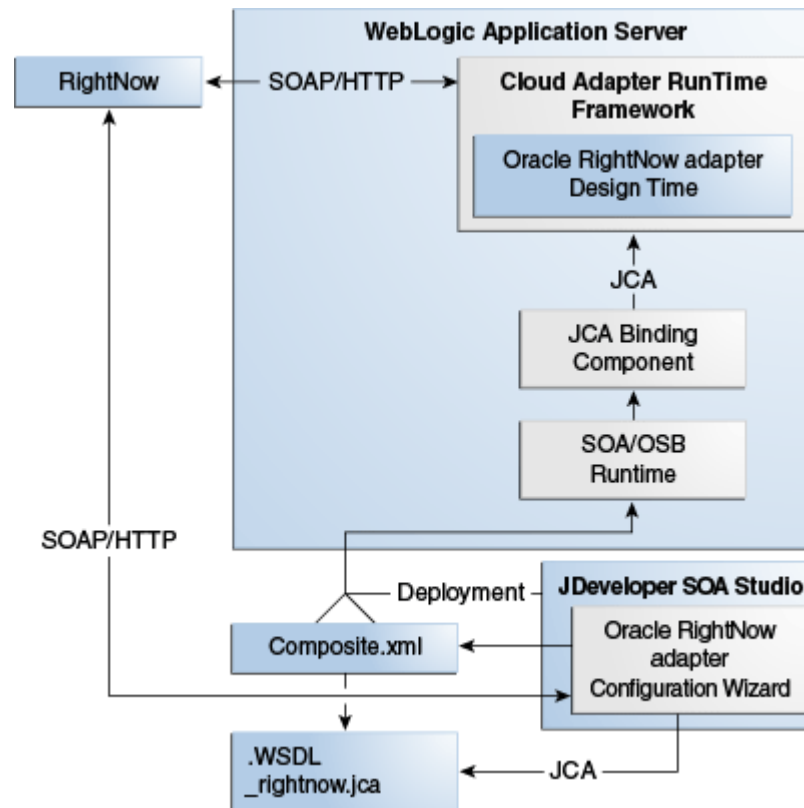 WebLogic Application Server
RightNow
SOAP/HTTP
Cloud Adapter RunTime
Framework
Oracle RightNow adapter
Design Time
JCA
JCA Binding
Component
SOA/OSB
Runtime
SOAP/HTTP
Deployment
JDeveloper SOA Studio
Composite.xml
Oracle RightNow
adapter
Configuration Wizard
.WSDL
_rightnow.jca
JCA